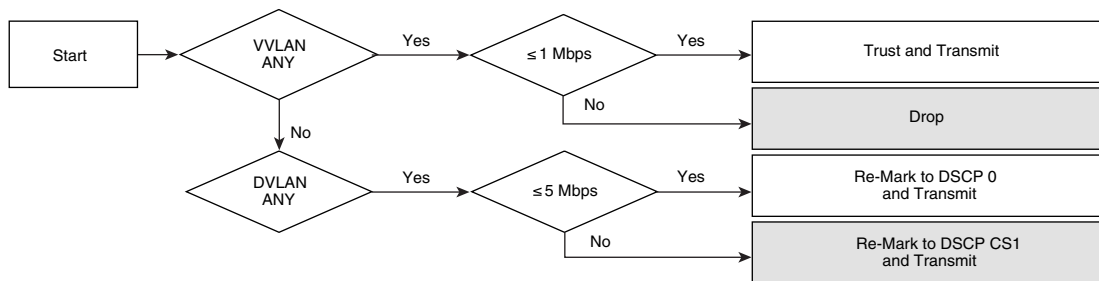 Start
VVLAN
ANY
Yes
≤ 1 Mbps
Yes
Trust and Transmit
No
Drop
No
DVLAN
ANY
Yes
≤ 5 Mbps
Yes
Re-Mark to DSCP 0
and Transmit
No
Re-Mark to DSCP CS1
and Transmit